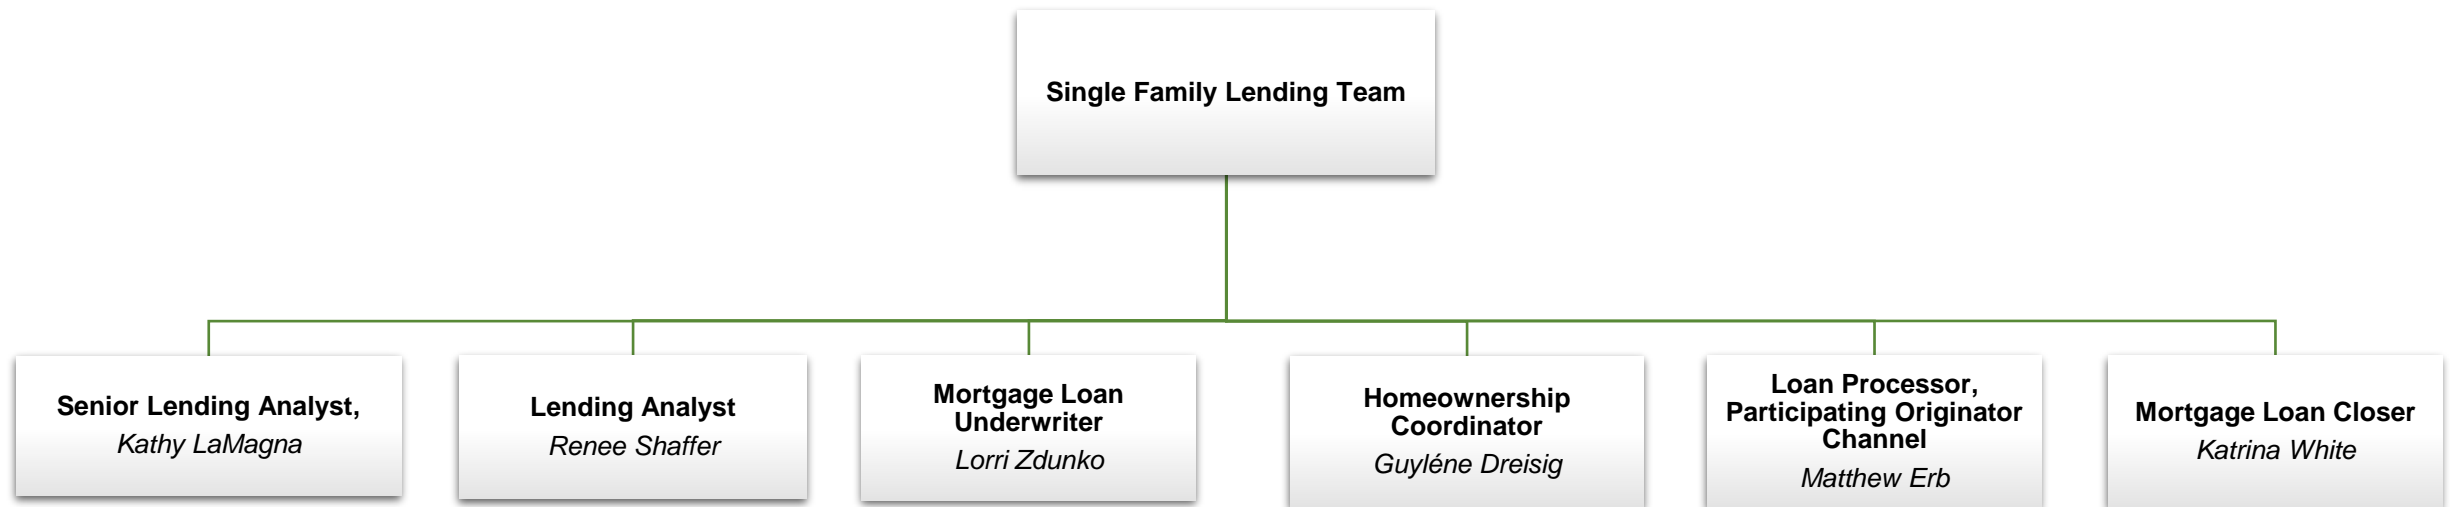 Single Family Lending Team
Senior Lending Analyst,
Kathy LaMagna
Lending Analyst
Renee Shaffer
Mortgage Loan
Underwriter
Lorri Zdunko
Homeownership
Coordinator
Guyléne Dreisig
Loan Processor,
Participating Originator
Channel
Matthew Erb
Mortgage Loan Closer
Katrina White